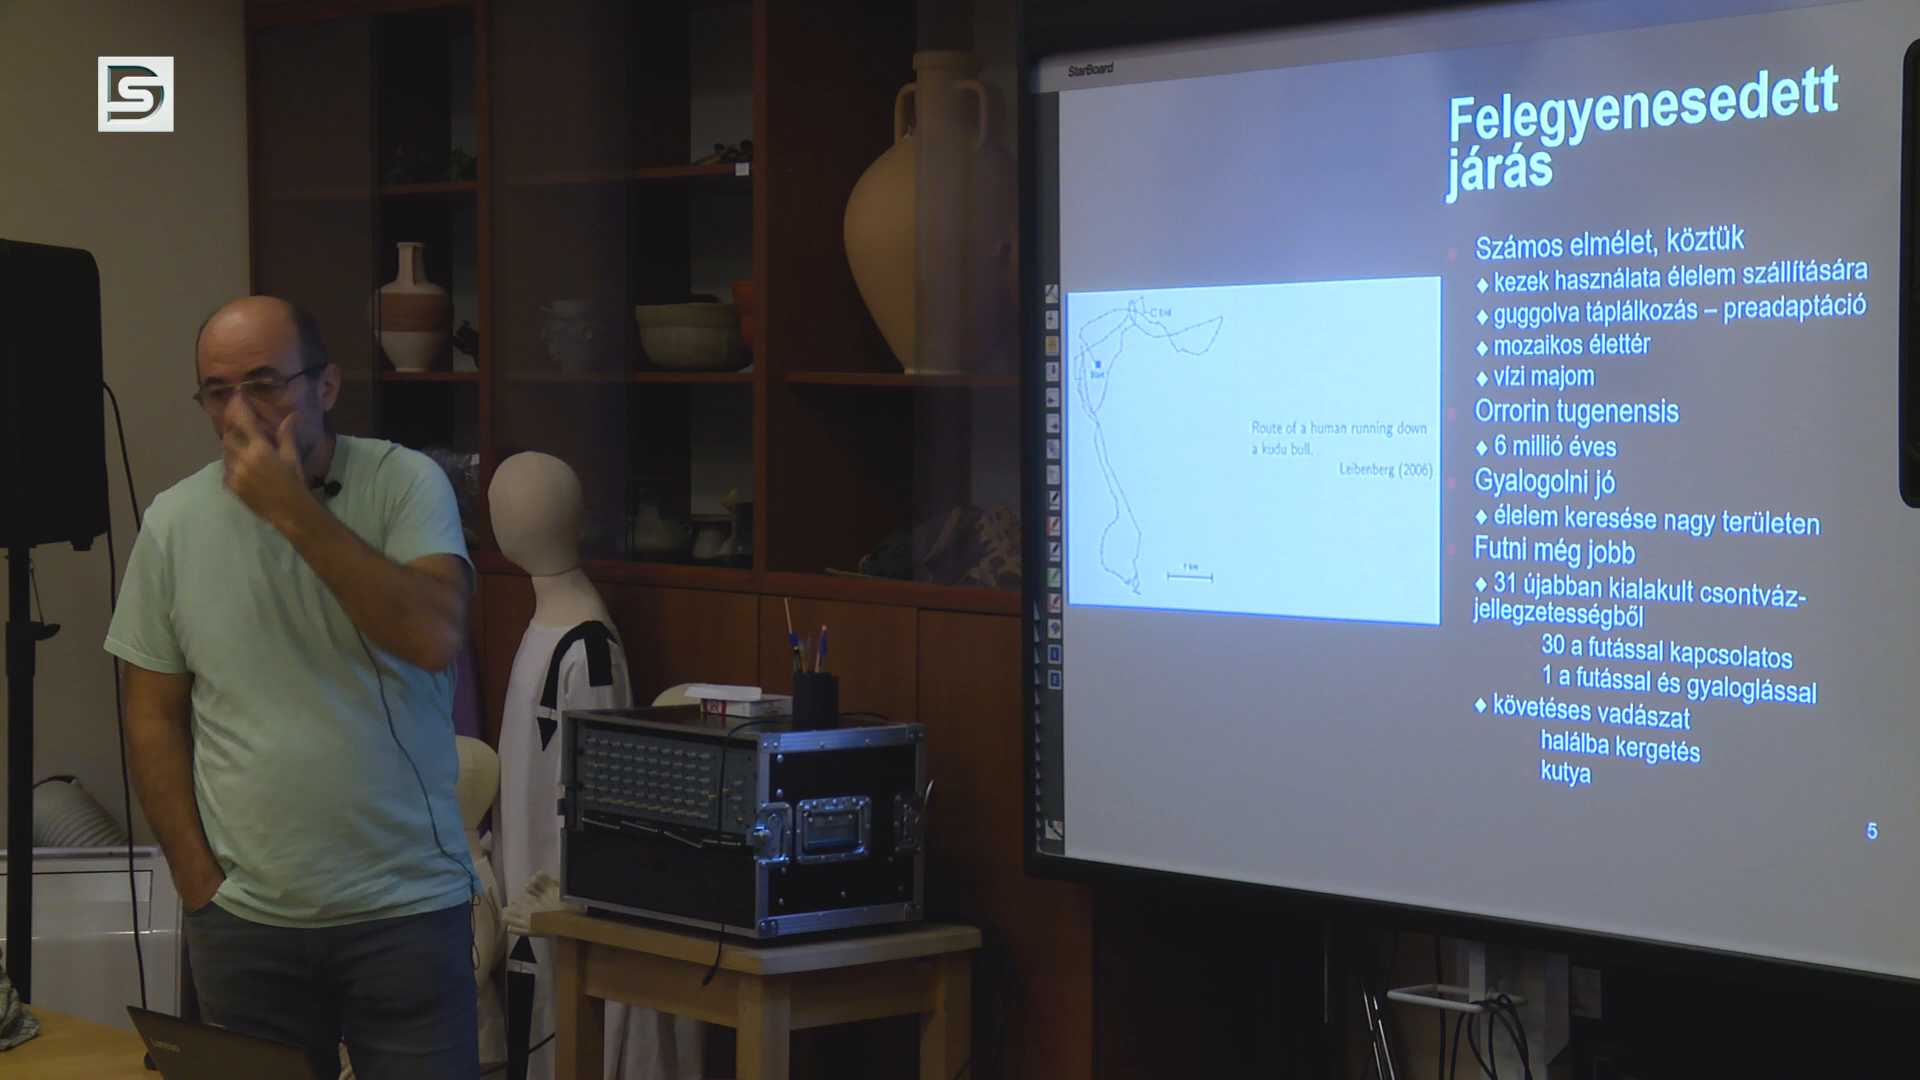 DS
StarBoard
Felegyenesedett
járás
Számos elmélet, köztük
kezek használata élelem szállítására
guggolva táplálkozás – preadaptáció
mozaikos élettér
vízi majom
Orrorin tugenensis
6 millió éves
Gyalogolni jó
élelem keresése nagy területen
Futni még jobb
31 újabban kialakult csontváz-
jellegzetességből
30 a futással kapcsolatos
1 a futással és gyaloglással
követéses vadászat
halálba kergetés
kutya
5
End
Start
1 km
Route of a human running down
a kudu bull.
Leibenberg (2006)
Lenovo